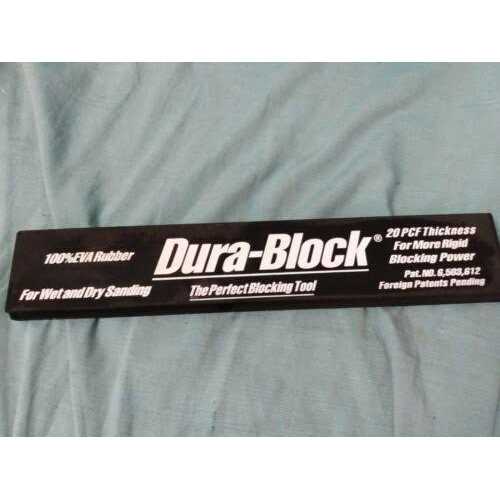 100% EVA Rubber
For Wet and Dry Sanding
Dura-Block®
The Perfect Blocking Tool
20 PCF Thickness
For More Rigid
Blocking Power
Pat. NO. 6,503,612
Foreign Patents Pending